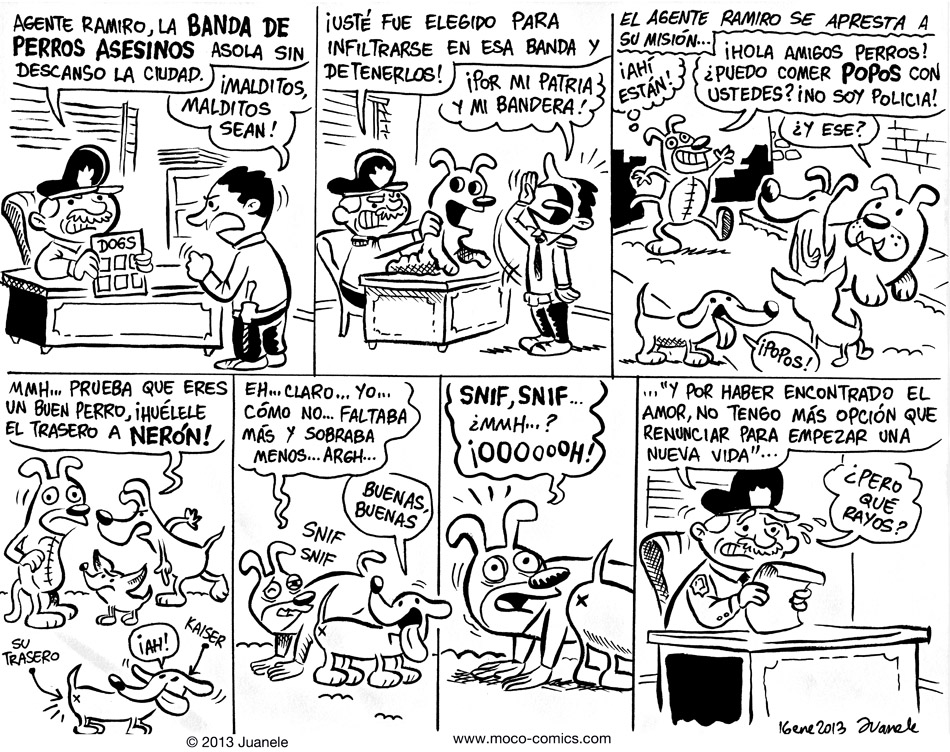 AGENTE RAMIRO, LA BANDA DE
PERROS ASESINOS ASOLA SIN
DESCANSO LA CIUDAD.
¡MALDITOS,
MALDITOS
SEAN!
DOGS
¡USTÉ FUE ELEGIDO PARA
INFILTRARSE EN ESA BANDA Y
DETENERLOS!
¡POR MI PATRIA
Y MI BANDERA!
EL AGENTE RAMIRO SE APRESTA A
SU MISIÓN...
¡AHÍ
ESTÁN!
¡HOLA AMIGOS PERROS!
¿PUEDO COMER POPOS CON
USTEDES? ¡NO SOY POLICIA!
¿Y ESE?
¡POPOS!
MMH... PRUEBA QUE ERES
UN BUEN PERRO, ¡HUÉLELE
EL TRASERO A NERÓN!
SU
TRASERO
¡AH!
KAISER
EH... CLARO... YO...
CÓMO NO... FALTABA
MÁS Y SOBRABA
MENOS... ARGH...
SNIF
SNIF
BUENAS,
BUENAS
SNIF, SNIF...
¿MMH...?
¡OOOOOOH!
..."Y POR HABER ENCONTRADO EL
AMOR, NO TENGO MÁS OPCIÓN QUE
RENUNCIAR PARA EMPEZAR UNA
NUEVA VIDA"...
¿PERO
QUÉ
RAYOS?
16ene2013 Juanele
© 2013 Juanele
www.moco-comics.com